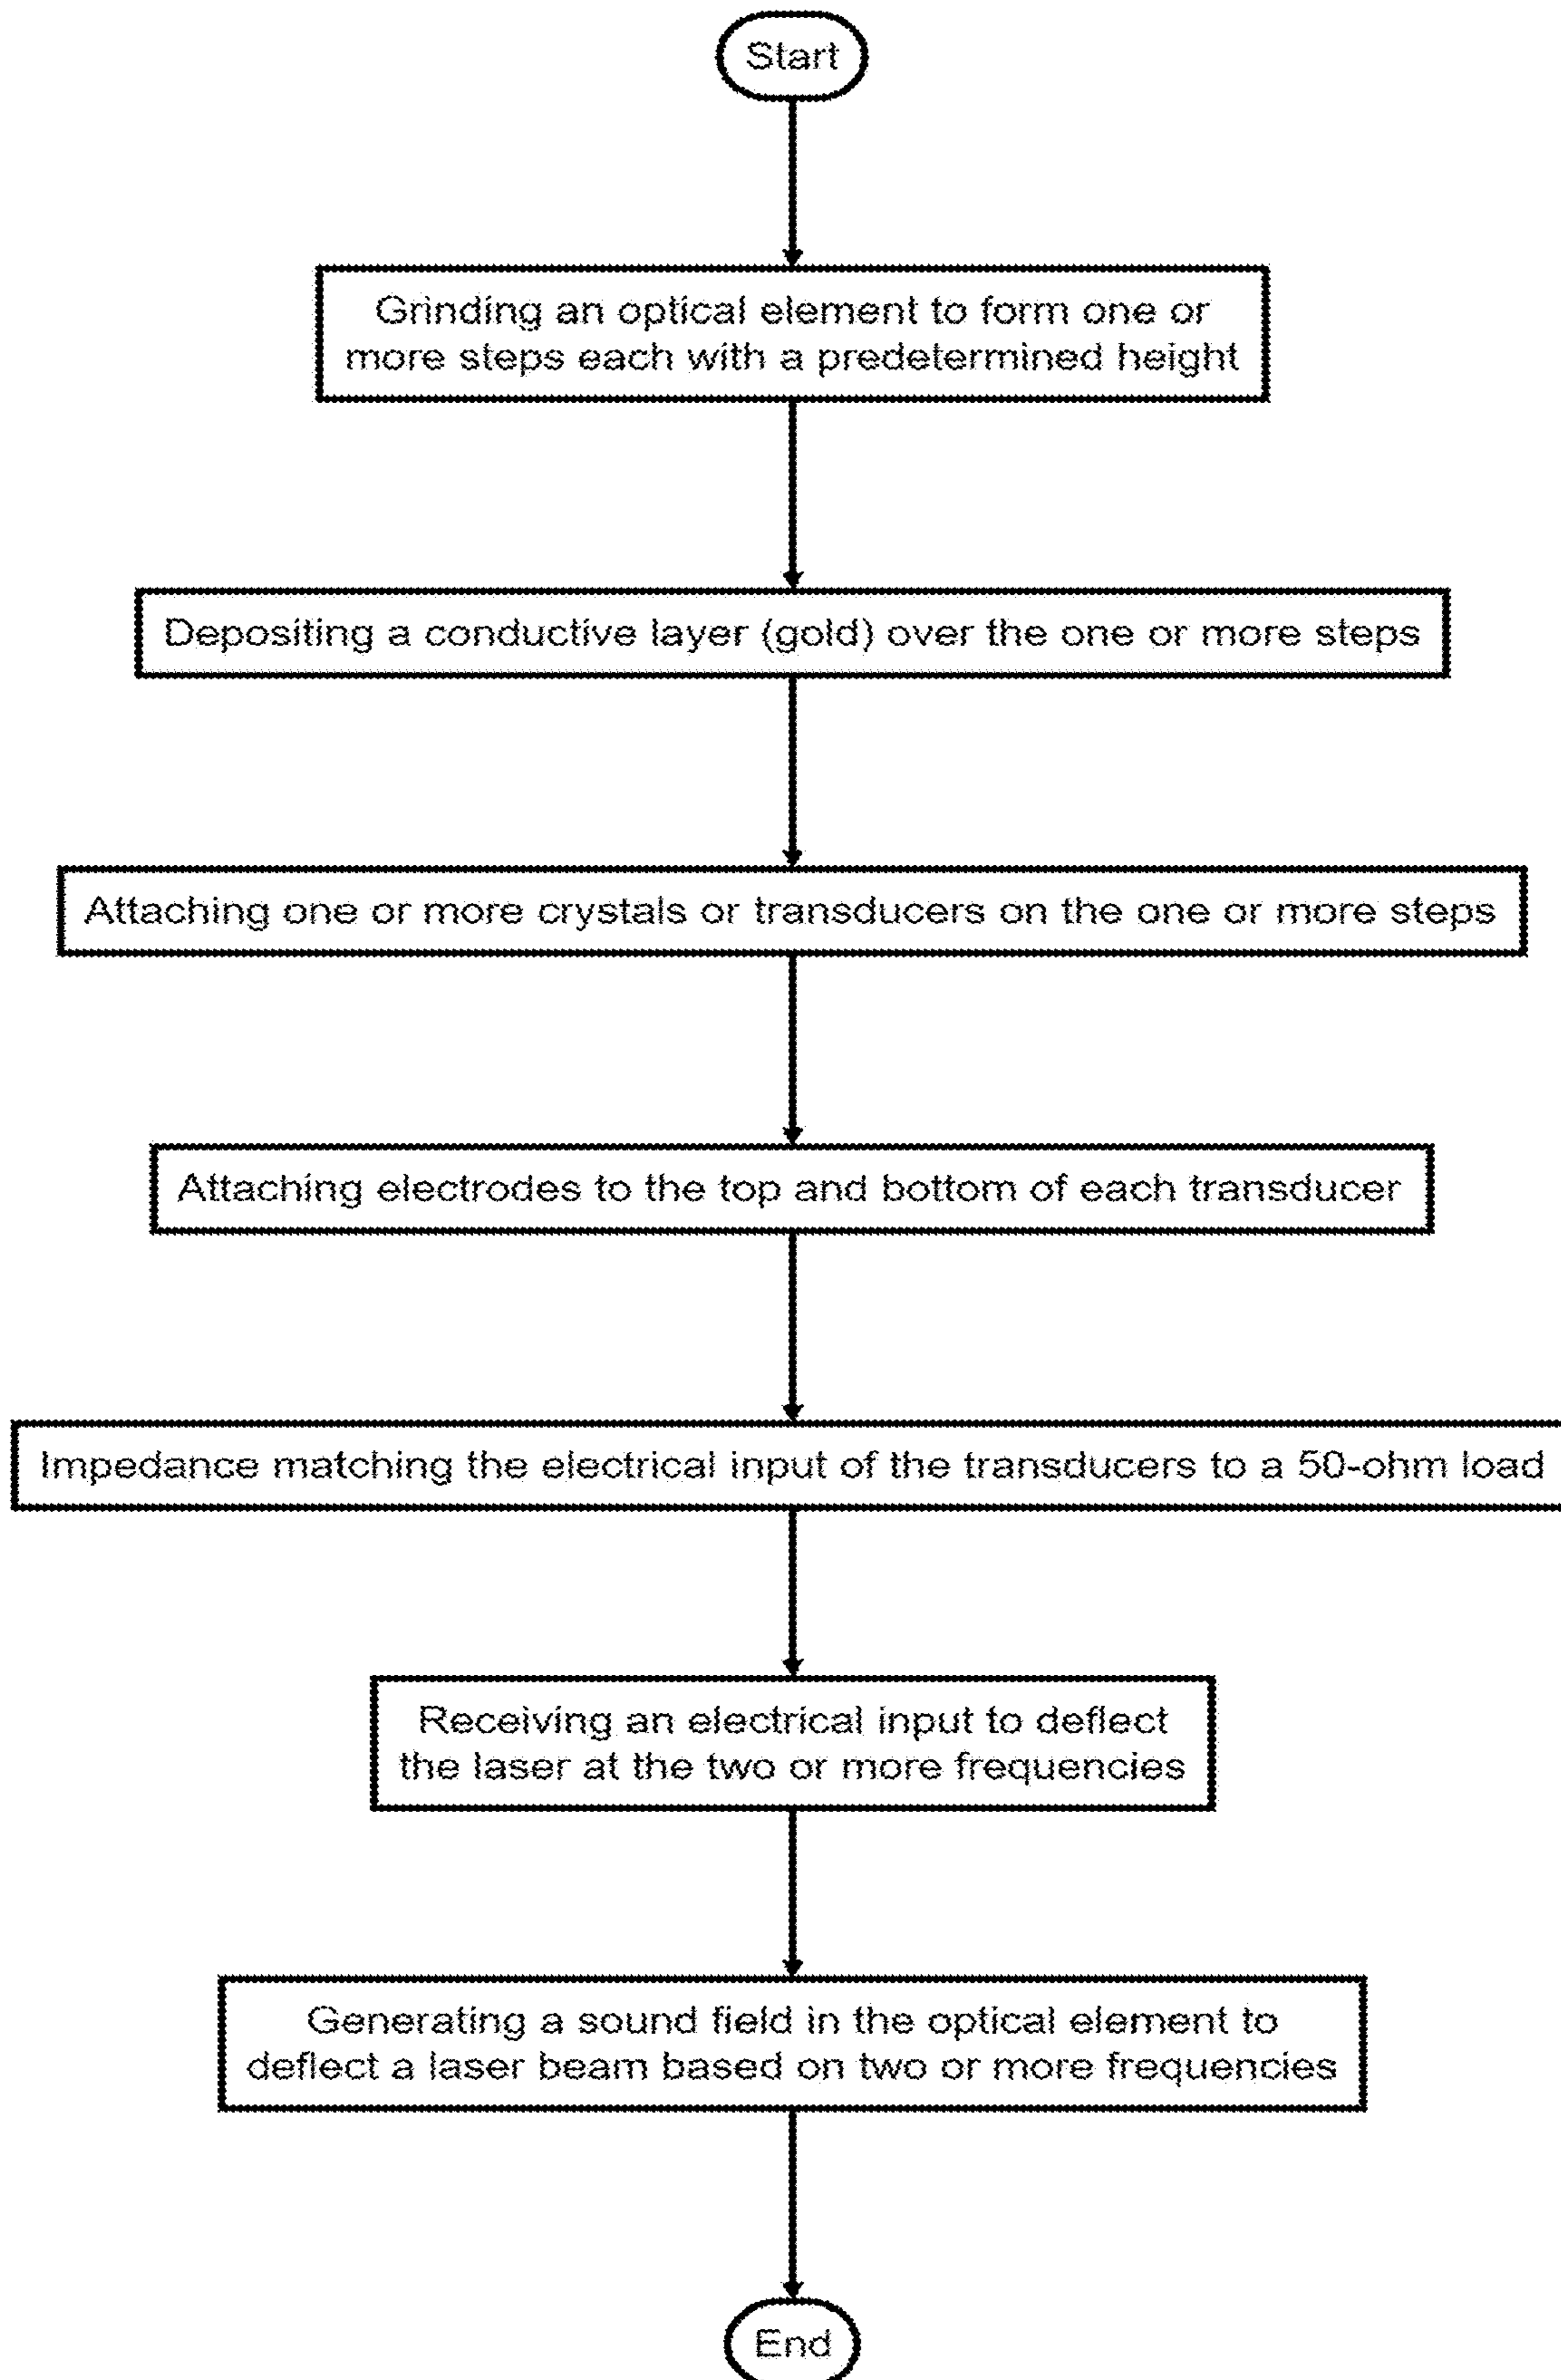 Start
Grinding an optical element to form one or
more steps each with a predetermined height
Depositing a conductive layer (gold) over the one or more steps
Attaching one or more crystals or transducers on the one or more steps
Attaching electrodes to the top and bottom of each transducer
Impedance matching the electrical input of the transducers to a 50-ohm load
Receiving an electrical input to deflect
the laser at the two or more frequencies
Generating a sound field in the optical element to
deflect a laser beam based on two or more frequencies
End